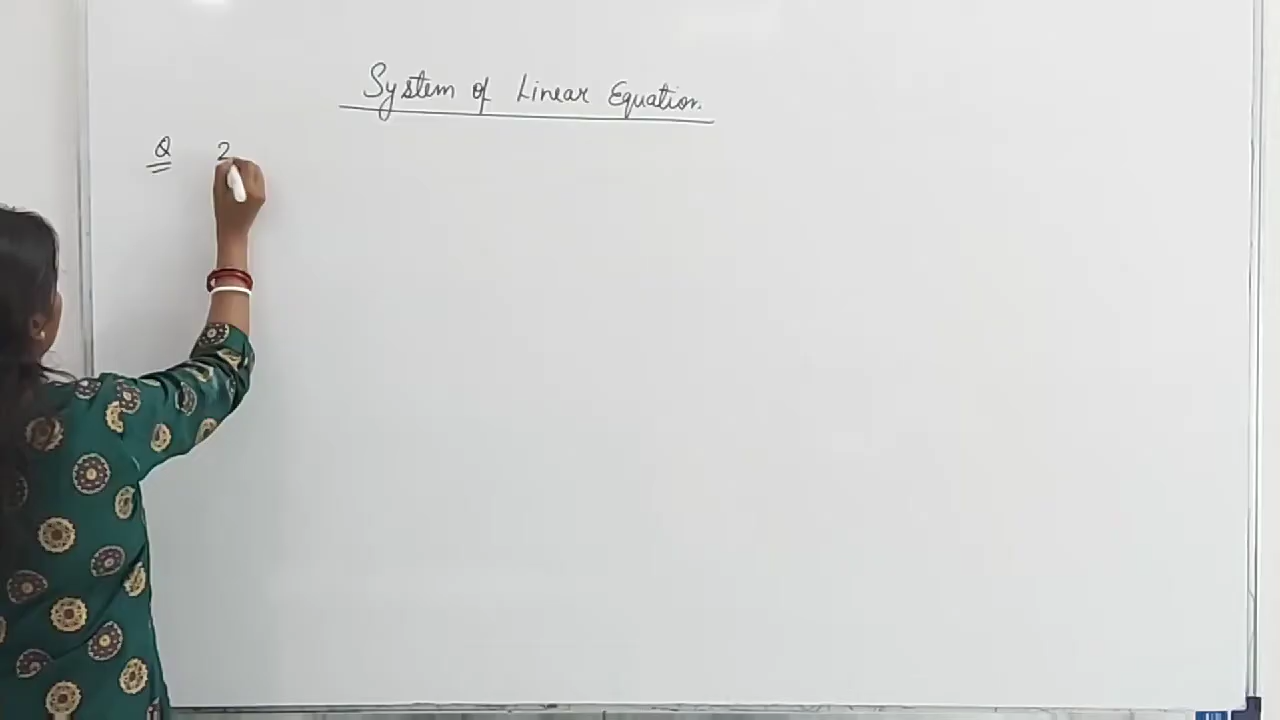 System of Linear Equation.
Q 2